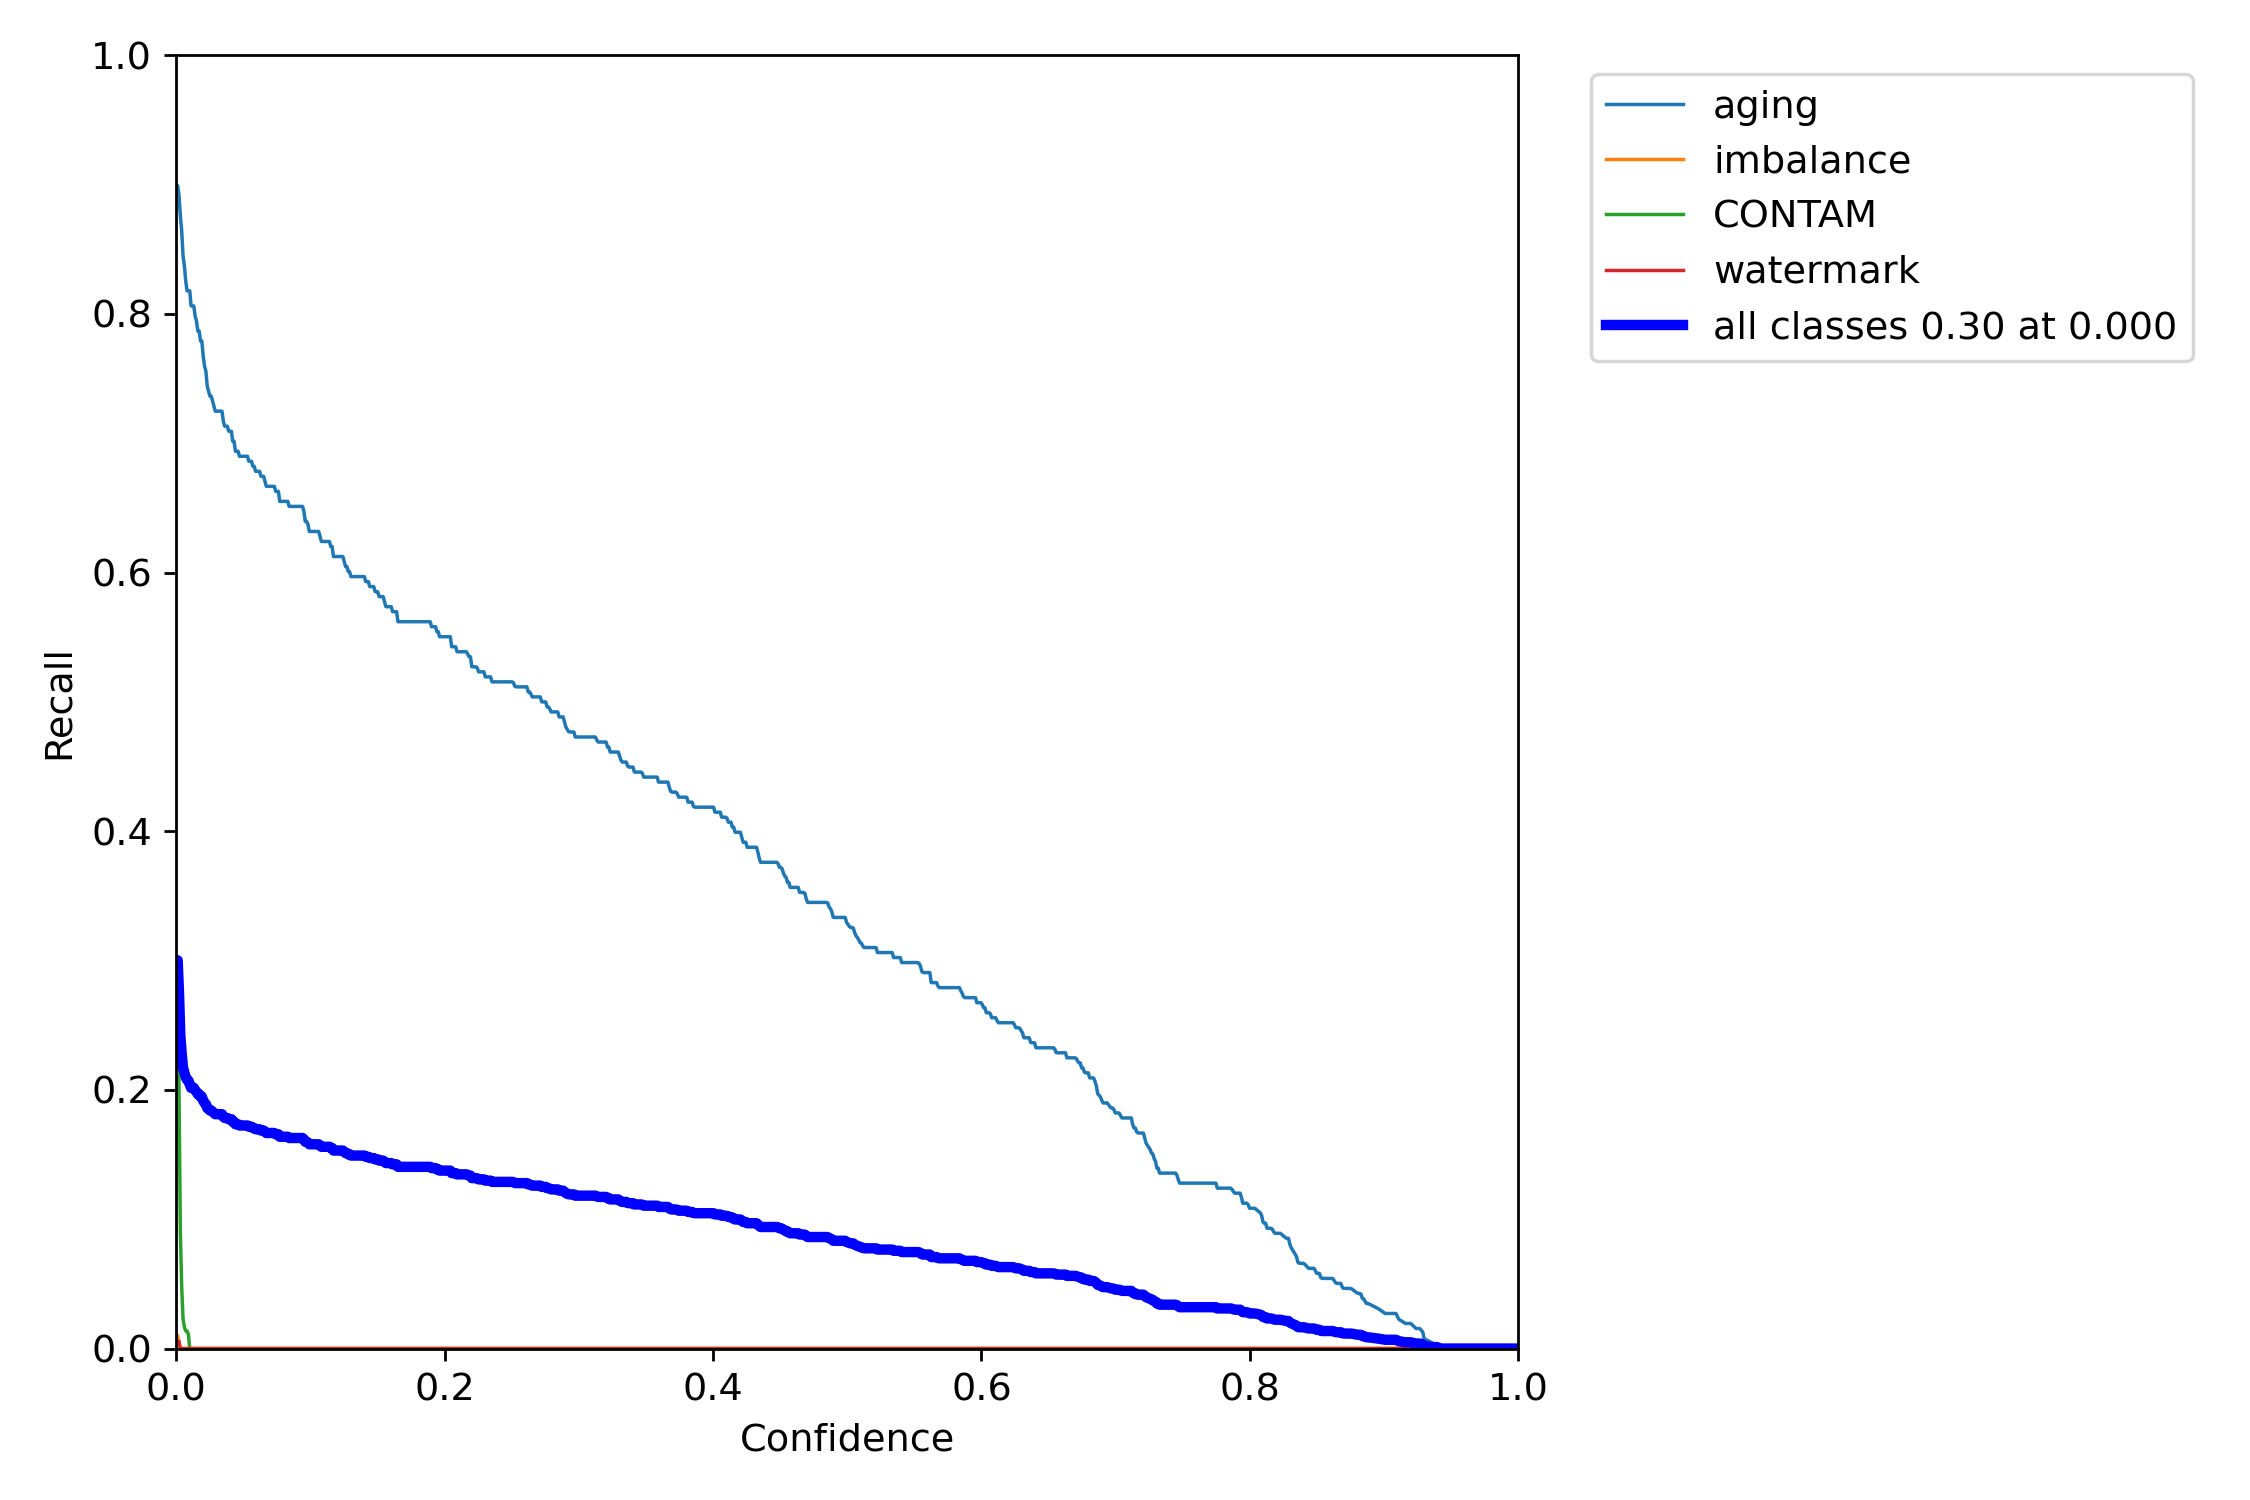 1.0
0.8
0.6
0.4
0.2
0.0
Recall
0.0 0.2 0.4 0.6 0.8 1.0
Confidence
aging
imbalance
CONTAM
watermark
all classes 0.30 at 0.000